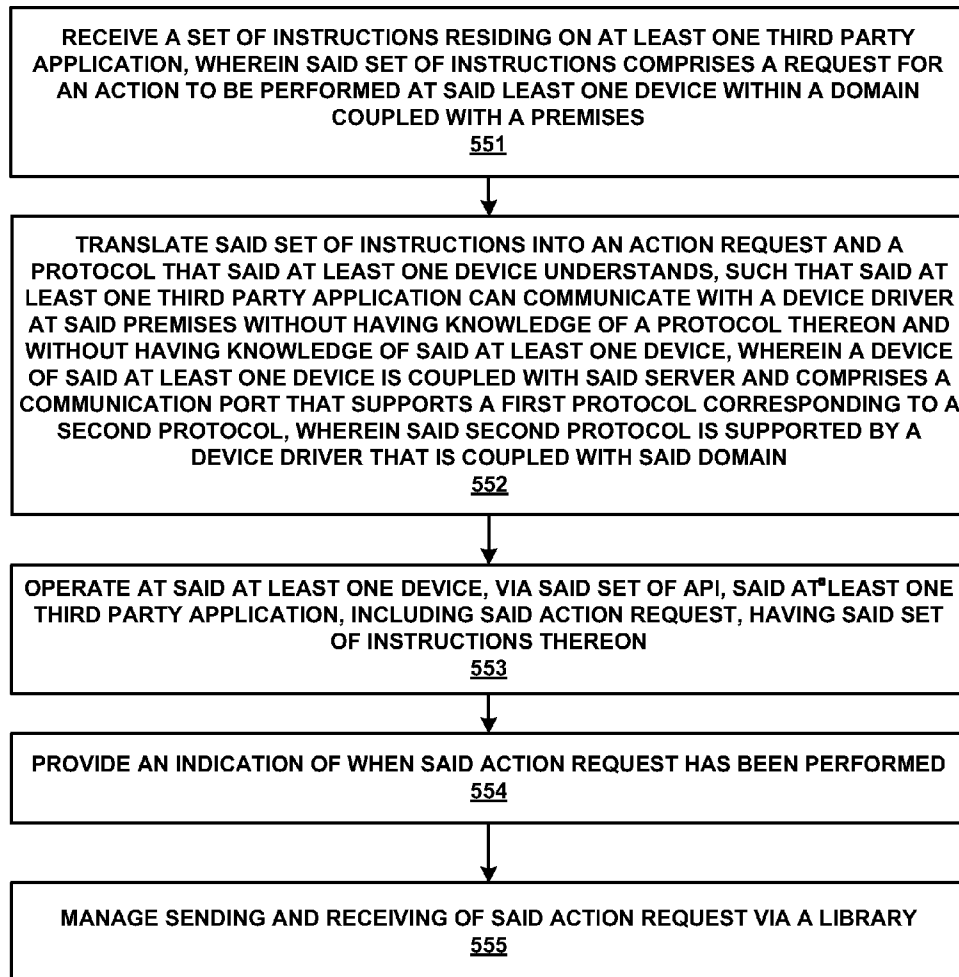 RECEIVE A SET OF INSTRUCTIONS RESIDING ON AT LEAST ONE THIRD PARTY
APPLICATION, WHEREIN SAID SET OF INSTRUCTIONS COMPRISES A REQUEST FOR
AN ACTION TO BE PERFORMED AT SAID LEAST ONE DEVICE WITHIN A DOMAIN
COUPLED WITH A PREMISES
551
TRANSLATE SAID SET OF INSTRUCTIONS INTO AN ACTION REQUEST AND A
PROTOCOL THAT SAID AT LEAST ONE DEVICE UNDERSTANDS, SUCH THAT SAID AT
LEAST ONE THIRD PARTY APPLICATION CAN COMMUNICATE WITH A DEVICE DRIVER
AT SAID PREMISES WITHOUT HAVING KNOWLEDGE OF A PROTOCOL THEREON AND
WITHOUT HAVING KNOWLEDGE OF SAID AT LEAST ONE DEVICE, WHEREIN A DEVICE
OF SAID AT LEAST ONE DEVICE IS COUPLED WITH SAID SERVER AND COMPRISES A
COMMUNICATION PORT THAT SUPPORTS A FIRST PROTOCOL CORRESPONDING TO A
SECOND PROTOCOL, WHEREIN SAID SECOND PROTOCOL IS SUPPORTED BY A
DEVICE DRIVER THAT IS COUPLED WITH SAID DOMAIN
552
OPERATE AT SAID AT LEAST ONE DEVICE, VIA SAID SET OF API, SAID AT LEAST ONE
THIRD PARTY APPLICATION, INCLUDING SAID ACTION REQUEST, HAVING SAID SET
OF INSTRUCTIONS THEREON
553
PROVIDE AN INDICATION OF WHEN SAID ACTION REQUEST HAS BEEN PERFORMED
554
MANAGE SENDING AND RECEIVING OF SAID ACTION REQUEST VIA A LIBRARY
555